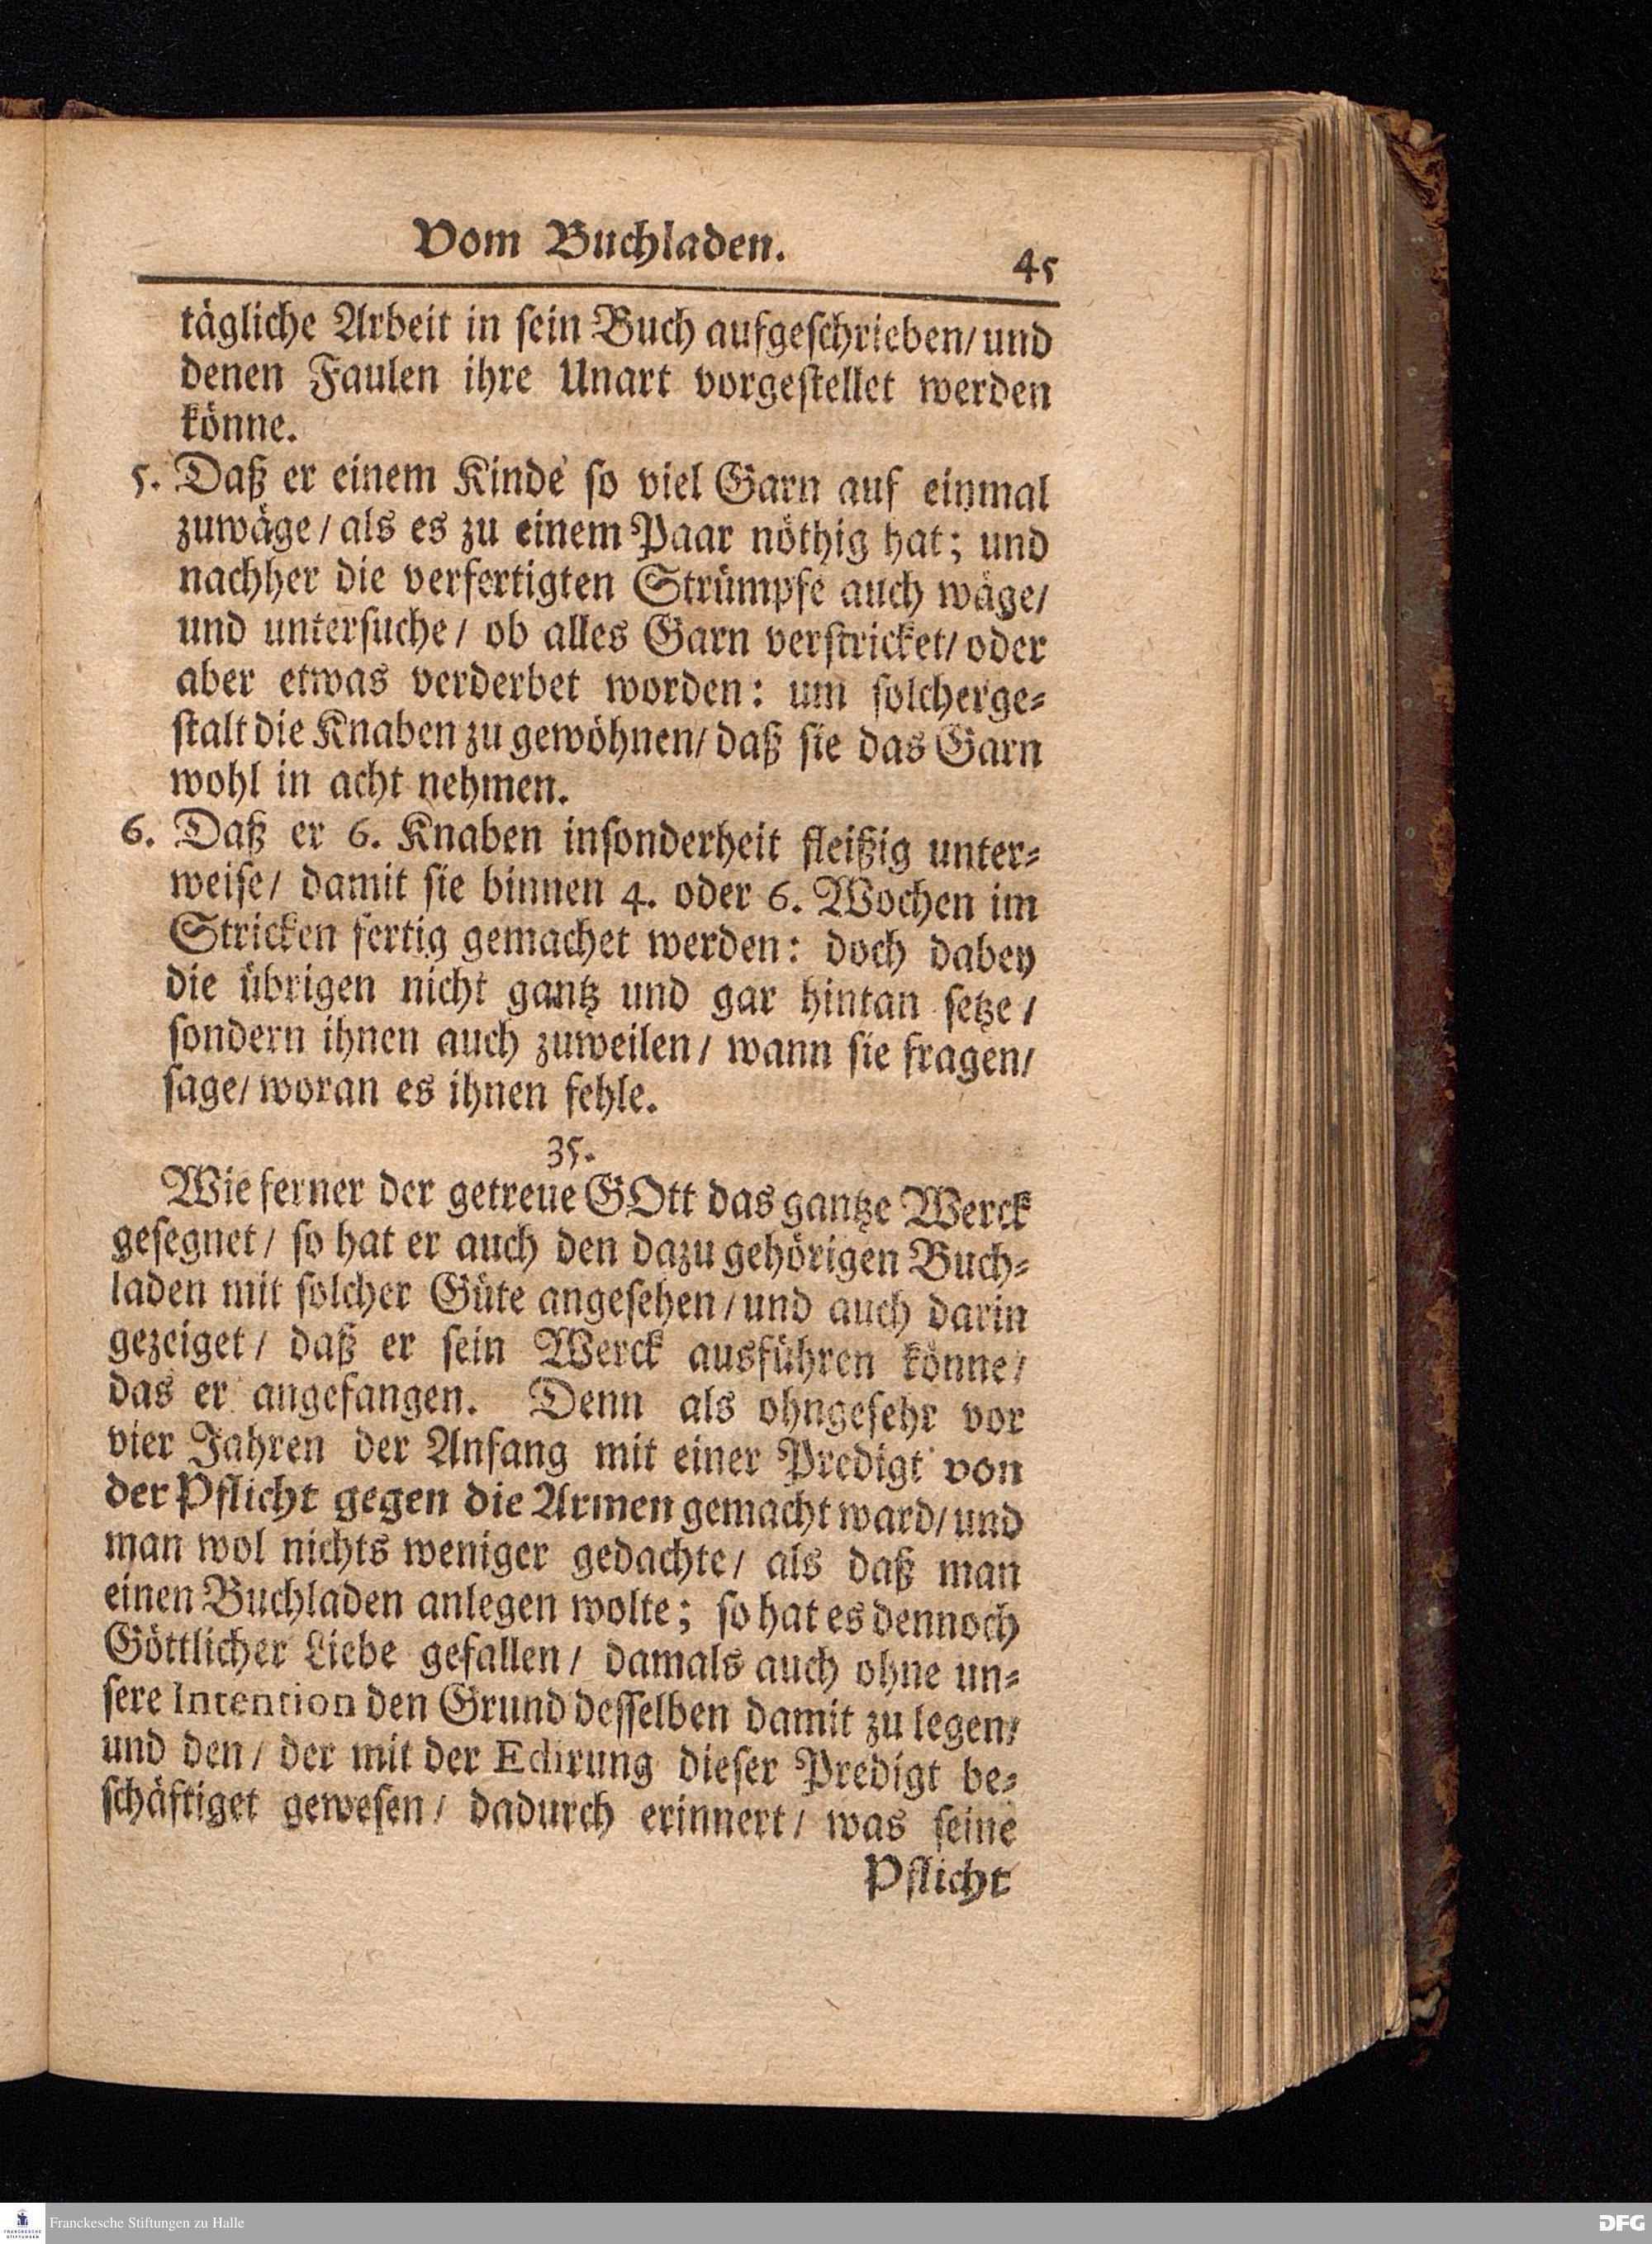 Vom Buchladen.
45
tägliche Arbeit in sein Buch aufgeschrieben/ und
denen Faulen ihre Unart vorgestellet werden
könne.
5. Daß er einem Kinde so viel Garn auf einmal
zuwäge/ als es zu einem Paar nöthig hat; und
nachher die verfertigten Strümpfe auch wäge/
und untersuche/ ob alles Garn verstricket/ oder
aber etwas verderbet worden: um solcherge-
stalt die Knaben zu gewöhnen/ daß sie das Garn
wohl in acht nehmen.
6. Daß er 6. Knaben insonderheit fleißig unter-
weise/ damit sie binnen 4. oder 6. Wochen im
Stricken fertig gemachet werden: doch dabey
die übrigen nicht gantz und gar hintan setze/
sondern ihnen auch zuweilen/ wann sie fragen/
sage/ woran es ihnen fehle.
35.
Wie ferner der getreue GOtt das gantze Werck
gesegnet/ so hat er auch den dazu gehörigen Buch-
laden mit solcher Güte angesehen/ und auch darin
gezeiget/ daß er sein Werck ausführen könne/
das er angefangen. Denn als ohngefehr vor
vier Jahren der Anfang mit einer Predigt von
der Pflicht gegen die Armen gemacht ward/ und
man wol nichts weniger gedachte/ als daß man
einen Buchladen anlegen wolte; so hat es dennoch
Göttlicher Liebe gefallen/ damals auch ohne un-
sere Intention den Grund desselben damit zu legen/
und den/ der mit der Edirung dieser Predigt be-
schäftiget gewesen/ dadurch erinnert/ was seine
Pflicht
FRANCKESCHE
STIFTUNGEN
Franckesche Stiftungen zu Halle
DFG